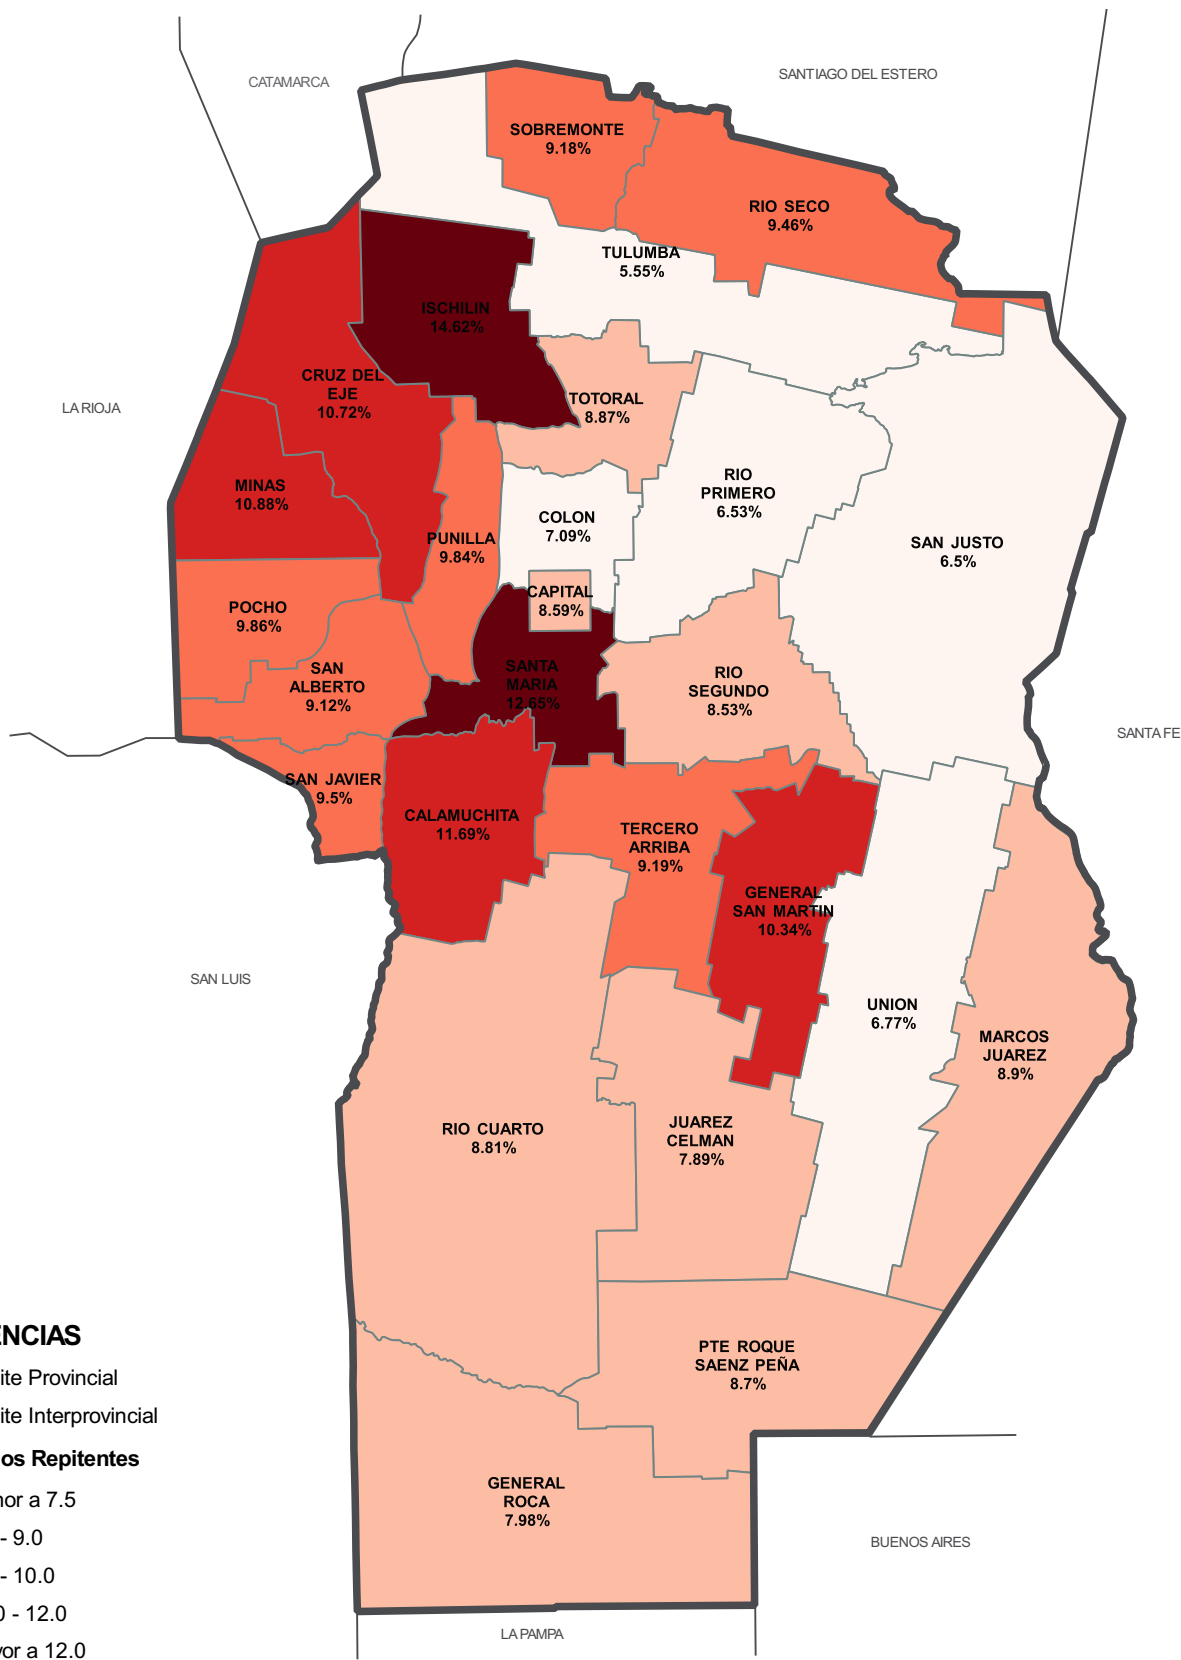 CATAMARCA
SANTIAGO DEL ESTERO
SOBREMONTE
9.18%
RIO SECO
9.46%
TULUMBA
5.55%
ISCHILIN
14.62%
CRUZ DEL
EJE
10.72%
TOTORAL
8.87%
LA RIOJA
MINAS
10.88%
RIO
PRIMERO
6.53%
COLON
7.09%
PUNILLA
9.84%
SAN JUSTO
6.5%
CAPITAL
8.59%
POCHO
9.86%
SAN
ALBERTO
9.12%
SANTA
MARIA
12.65%
RIO
SEGUNDO
8.53%
SANTA FE
SAN JAVIER
9.5%
CALAMUCHITA
11.69%
TERCERO
ARRIBA
9.19%
GENERAL
SAN MARTIN
10.34%
SAN LUIS
UNION
6.77%
MARCOS
JUAREZ
8.9%
RIO CUARTO
8.81%
JUAREZ
CELMAN
7.89%
PTE ROQUE
SAENZ PEÑA
8.7%
GENERAL
ROCA
7.98%
BUENOS AIRES
LA PAMPA
ENCIAS
ite Provincial
ite Interprovincial
os Repitentes
nor a 7.5
- 9.0
- 10.0
0 - 12.0
yor a 12.0